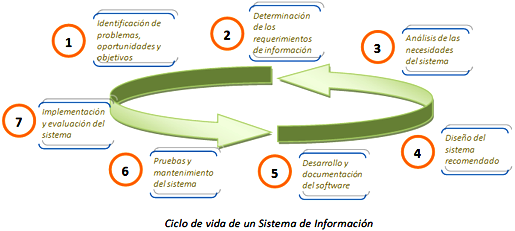 1
Identificación de
problemas,
oportunidades y
objetivos
2
Determinación
de los
requerimientos
de información
3
Análisis de las
necesidades
del sistema
4
Diseño del
sistema
recomendado
5
Desarrollo y
documentación
del software
6
Pruebas y
mantenimiento
del sistema
7
Implementación
y evaluación del
sistema
Ciclo de vida de un Sistema de Información